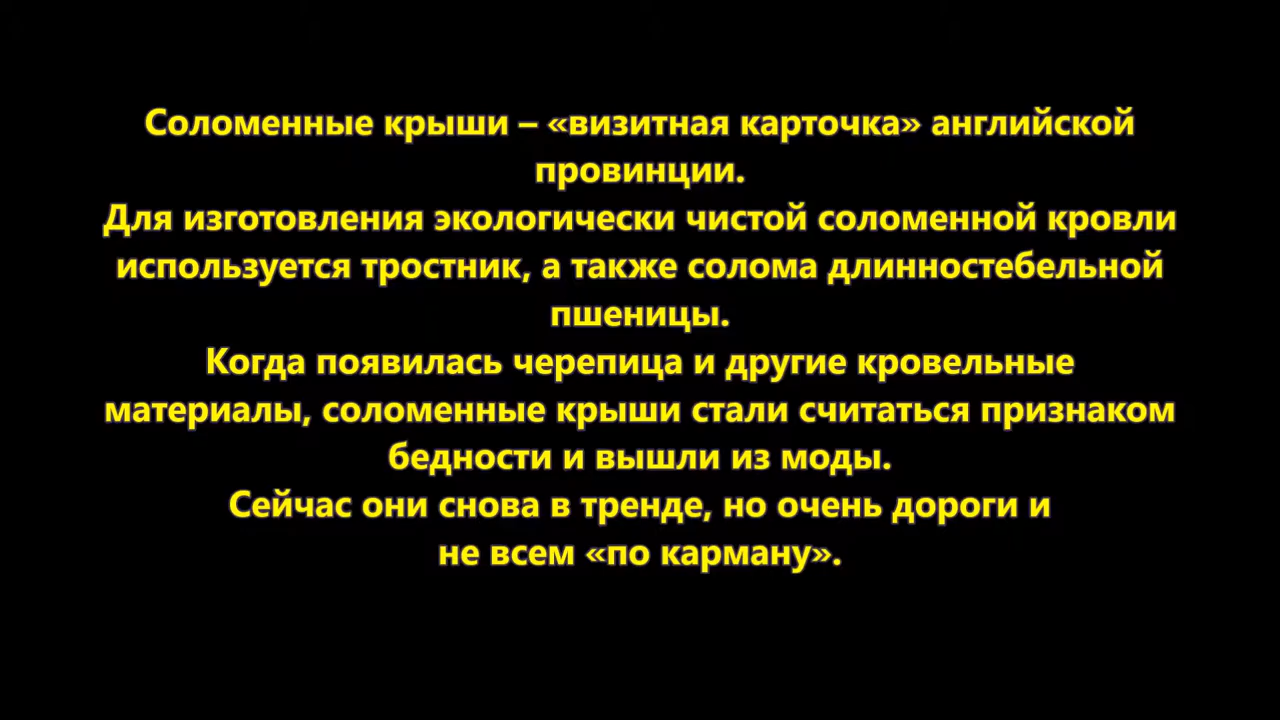 Соломенные крыши – «визитная карточка» английской
провинции.
Для изготовления экологически чистой соломенной кровли
используется тростник, а также солома длинностебельной
пшеницы.
Когда появилась черепица и другие кровельные
материалы, соломенные крыши стали считаться признаком
бедности и вышли из моды.
Сейчас они снова в тренде, но очень дороги и
не всем «по карману».